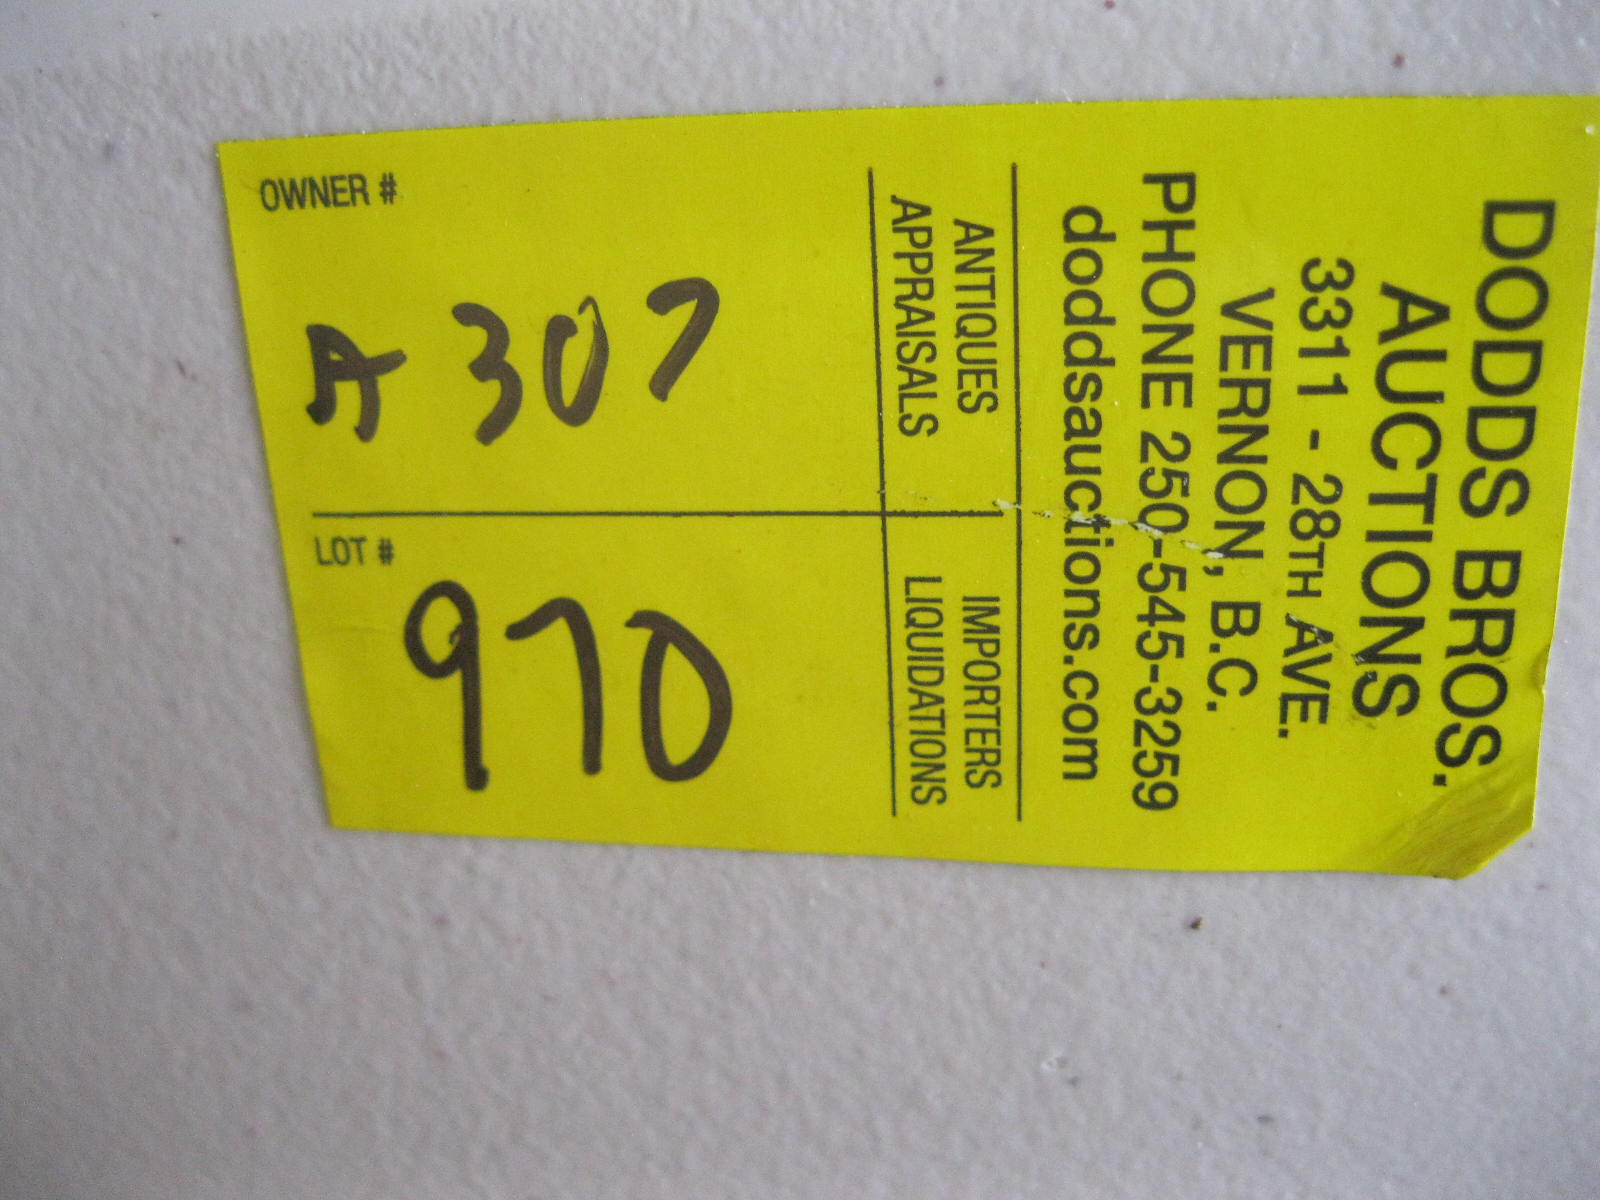 DODDS BROS.
AUCTIONS
3311 - 28TH AVE.
VERNON, B.C.
PHONE 250-545-3259
doddsauctions.com
ANTIQUES
APPRAISALS
IMPORTERS
LIQUIDATIONS
OWNER #
A 307
LOT #
970